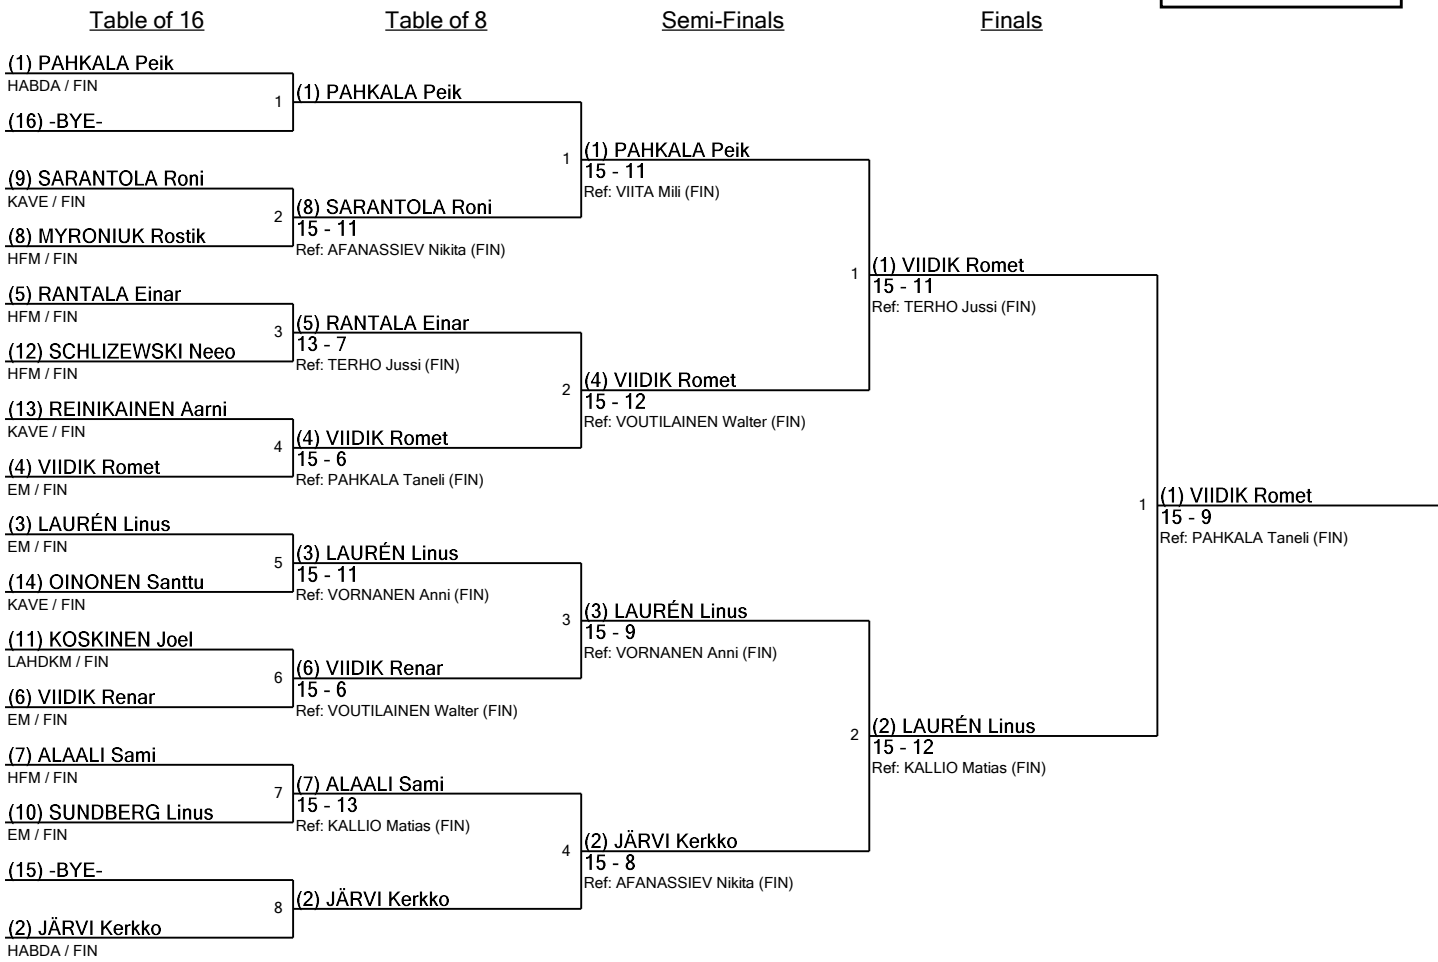 Table of 16
Table of 8
Semi-Finals
Finals
(1) PAHKALA Peik
HABDA / FIN
(16) -BYE-
(9) SARANTOLA Roni
KAVE / FIN
(8) MYRONIUK Rostik
HFM / FIN
(5) RANTALA Einar
HFM / FIN
(12) SCHLIZEWSKI Neeo
HFM / FIN
(13) REINIKAINEN Aarni
KAVE / FIN
(4) VIIDIK Romet
EM / FIN
(3) LAURÉN Linus
EM / FIN
(14) OINONEN Santtu
KAVE / FIN
(11) KOSKINEN Joel
LAHDKM / FIN
(6) VIIDIK Renar
EM / FIN
(7) ALAALI Sami
HFM / FIN
(10) SUNDBERG Linus
EM / FIN
(15) -BYE-
(2) JÄRVI Kerkko
HABDA / FIN
1
(1) PAHKALA Peik
2
(8) SARANTOLA Roni
15 - 11
Ref: AFANASSIEV Nikita (FIN)
3
(5) RANTALA Einar
13 - 7
Ref: TERHO Jussi (FIN)
4
(4) VIIDIK Romet
15 - 6
Ref: PAHKALA Taneli (FIN)
5
(3) LAURÉN Linus
15 - 11
Ref: VORNANEN Anni (FIN)
6
(6) VIIDIK Renar
15 - 6
Ref: VOUTILAINEN Walter (FIN)
7
(7) ALAALI Sami
15 - 13
Ref: KALLIO Matias (FIN)
8
(2) JÄRVI Kerkko
1
(1) PAHKALA Peik
15 - 11
Ref: VIITA Mili (FIN)
2
(4) VIIDIK Romet
15 - 12
Ref: VOUTILAINEN Walter (FIN)
3
(3) LAURÉN Linus
15 - 9
Ref: VORNANEN Anni (FIN)
4
(2) JÄRVI Kerkko
15 - 8
Ref: AFANASSIEV Nikita (FIN)
1
(1) VIIDIK Romet
15 - 11
Ref: TERHO Jussi (FIN)
2
(2) LAURÉN Linus
15 - 12
Ref: KALLIO Matias (FIN)
1
(1) VIIDIK Romet
15 - 9
Ref: PAHKALA Taneli (FIN)